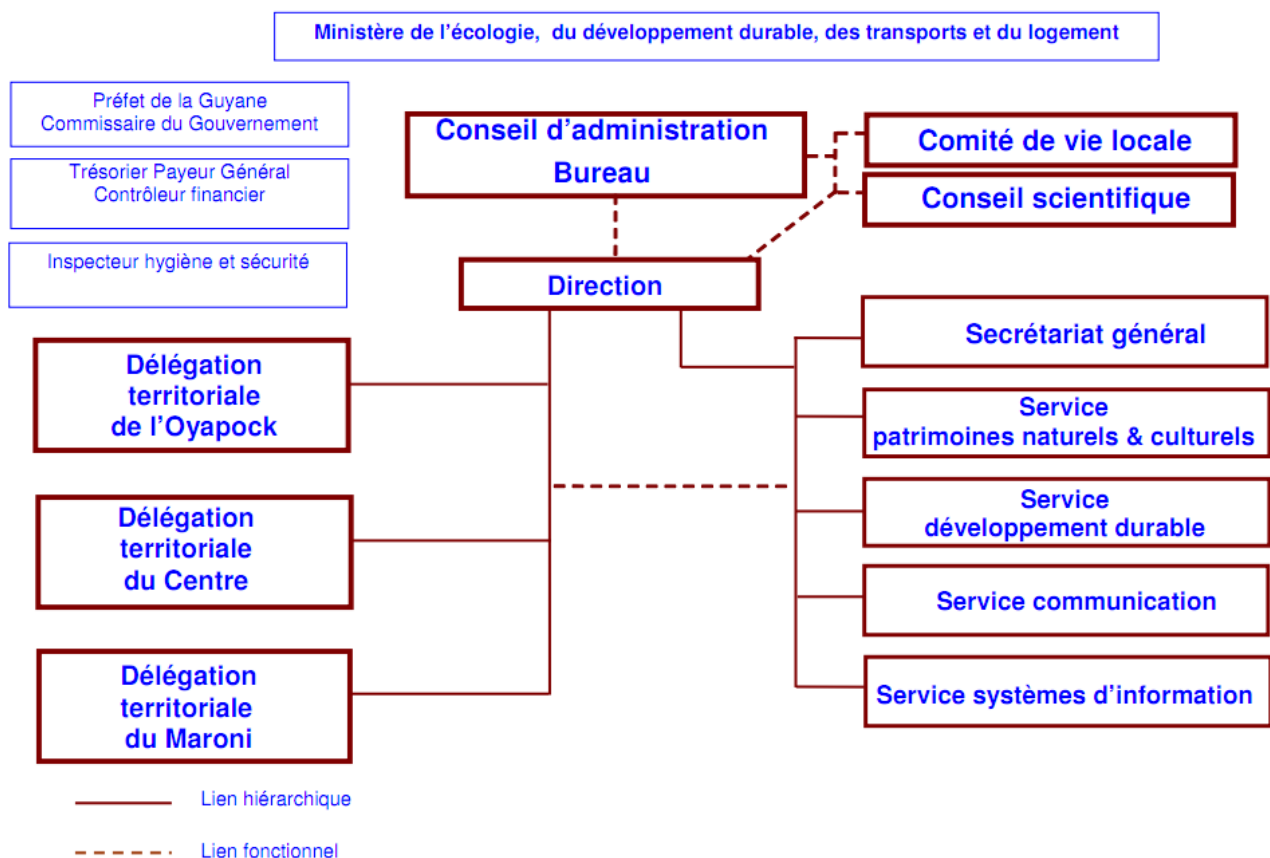 Ministère de l'écologie, du développement durable, des transports et du logement
Préfet de la Guyane
Commissaire du Gouvernement
Trésorier Payeur Général
Contrôleur financier
Inspecteur hygiène et sécurité
Conseil d'administration
Bureau
Comité de vie locale
Conseil scientifique
Direction
Délégation
territoriale
de l'Oyapock
Délégation
territoriale
du Centre
Délégation
territoriale
du Maroni
Secrétariat général
Service
patrimoines naturels & culturels
Service
développement durable
Service communication
Service systèmes d'information
Lien hiérarchique
Lien fonctionnel